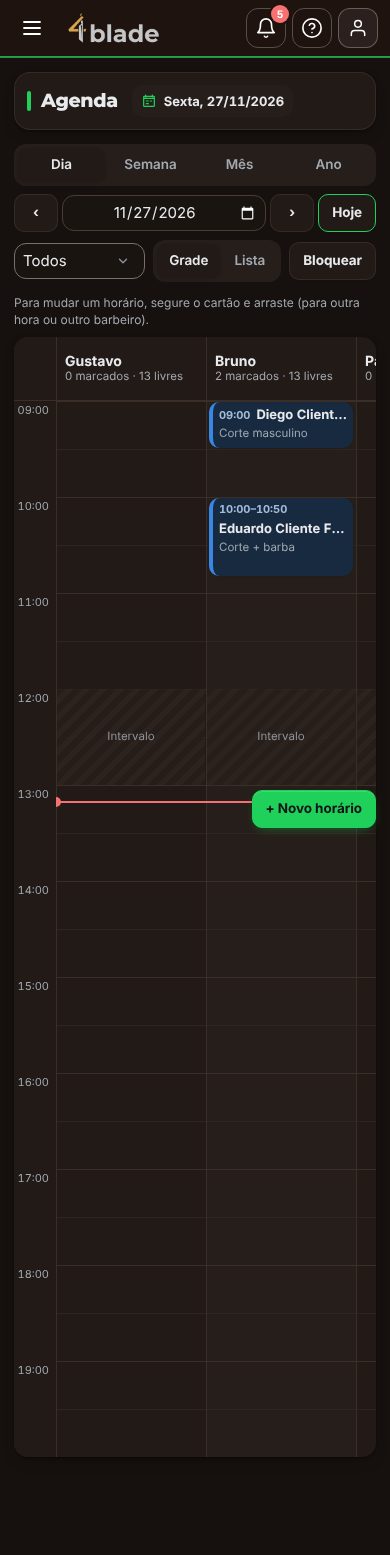 4blade
5
Agenda
Sexta, 27/11/2026
Dia
Semana
Mês
Ano
‹
11/27/2026
›
Hoje
Todos
Grade
Lista
Bloquear
Para mudar um horário, segure o cartão e arraste (para outra
hora ou outro barbeiro).
Gustavo
0 marcados · 13 livres
Bruno
2 marcados · 13 livres
0
09:00
09:00 Diego Client...
Corte masculino
10:00
10:00–10:50
Eduardo Cliente F...
Corte + barba
11:00
12:00
Intervalo
Intervalo
13:00
+ Novo horário
14:00
15:00
16:00
17:00
18:00
19:00